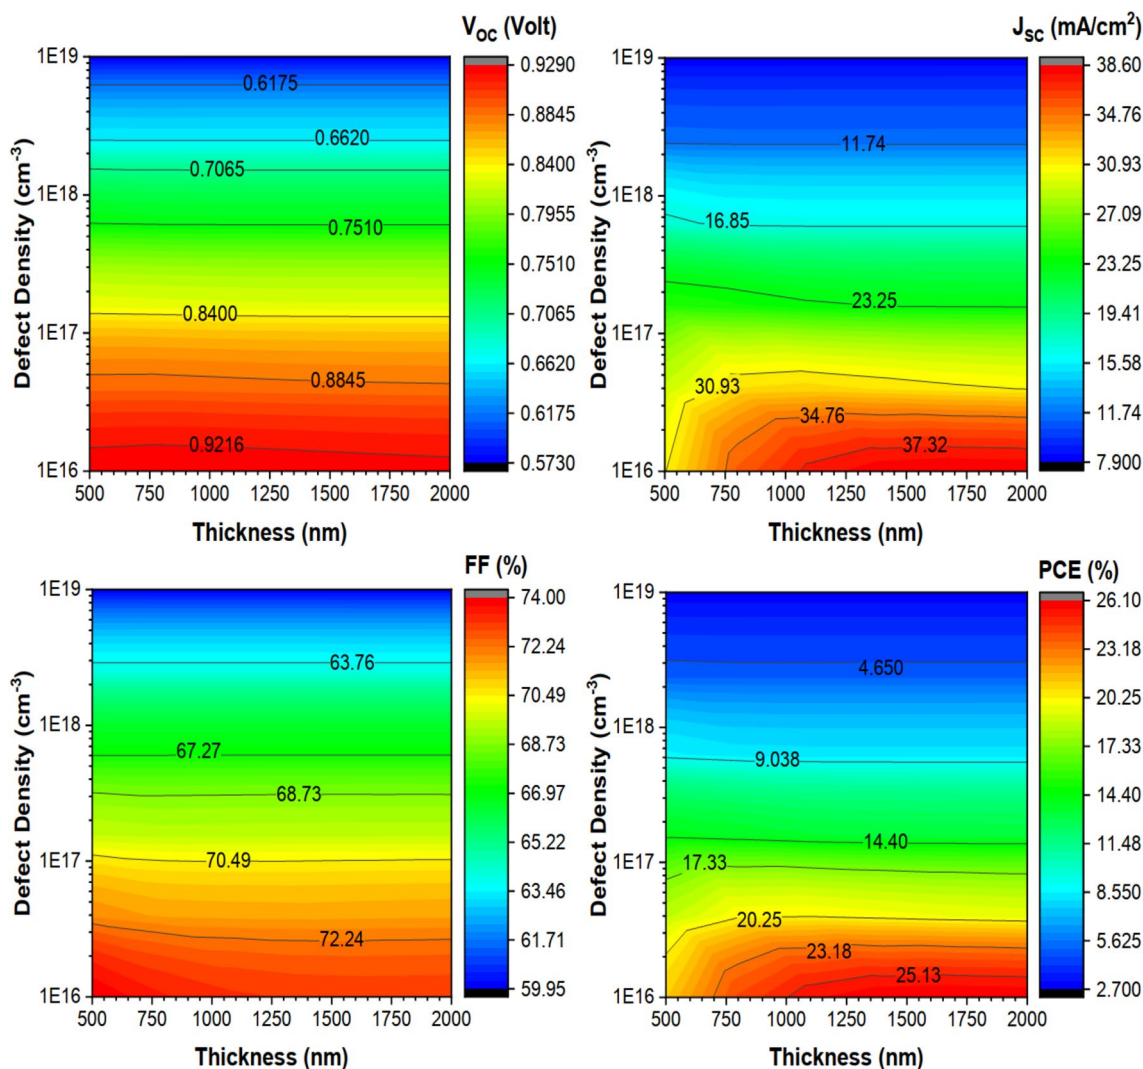 V_OC (Volt)
1E19
1E18
1E17
1E16
Defect Density (cm⁻³)
0.6175
0.6620
0.7065
0.7510
0.8400
0.8845
0.9216
500 750 1000 1250 1500 1750 2000
Thickness (nm)
0.9290
0.8845
0.8400
0.7955
0.7510
0.7065
0.6620
0.6175
0.5730
J_SC (mA/cm²)
1E19
1E18
1E17
1E16
Defect Density (cm⁻³)
11.74
16.85
23.25
30.93
34.76
37.32
500 750 1000 1250 1500 1750 2000
Thickness (nm)
38.60
34.76
30.93
27.09
23.25
19.41
15.58
11.74
7.900
FF (%)
1E19
1E18
1E17
1E16
Defect Density (cm⁻³)
63.76
67.27
68.73
70.49
72.24
500 750 1000 1250 1500 1750 2000
Thickness (nm)
74.00
72.24
70.49
68.73
66.97
65.22
63.46
61.71
59.95
PCE (%)
1E19
1E18
1E17
1E16
Defect Density (cm⁻³)
4.650
9.038
14.40
17.33
20.25
23.18
25.13
500 750 1000 1250 1500 1750 2000
Thickness (nm)
26.10
23.18
20.25
17.33
14.40
11.48
8.550
5.625
2.700